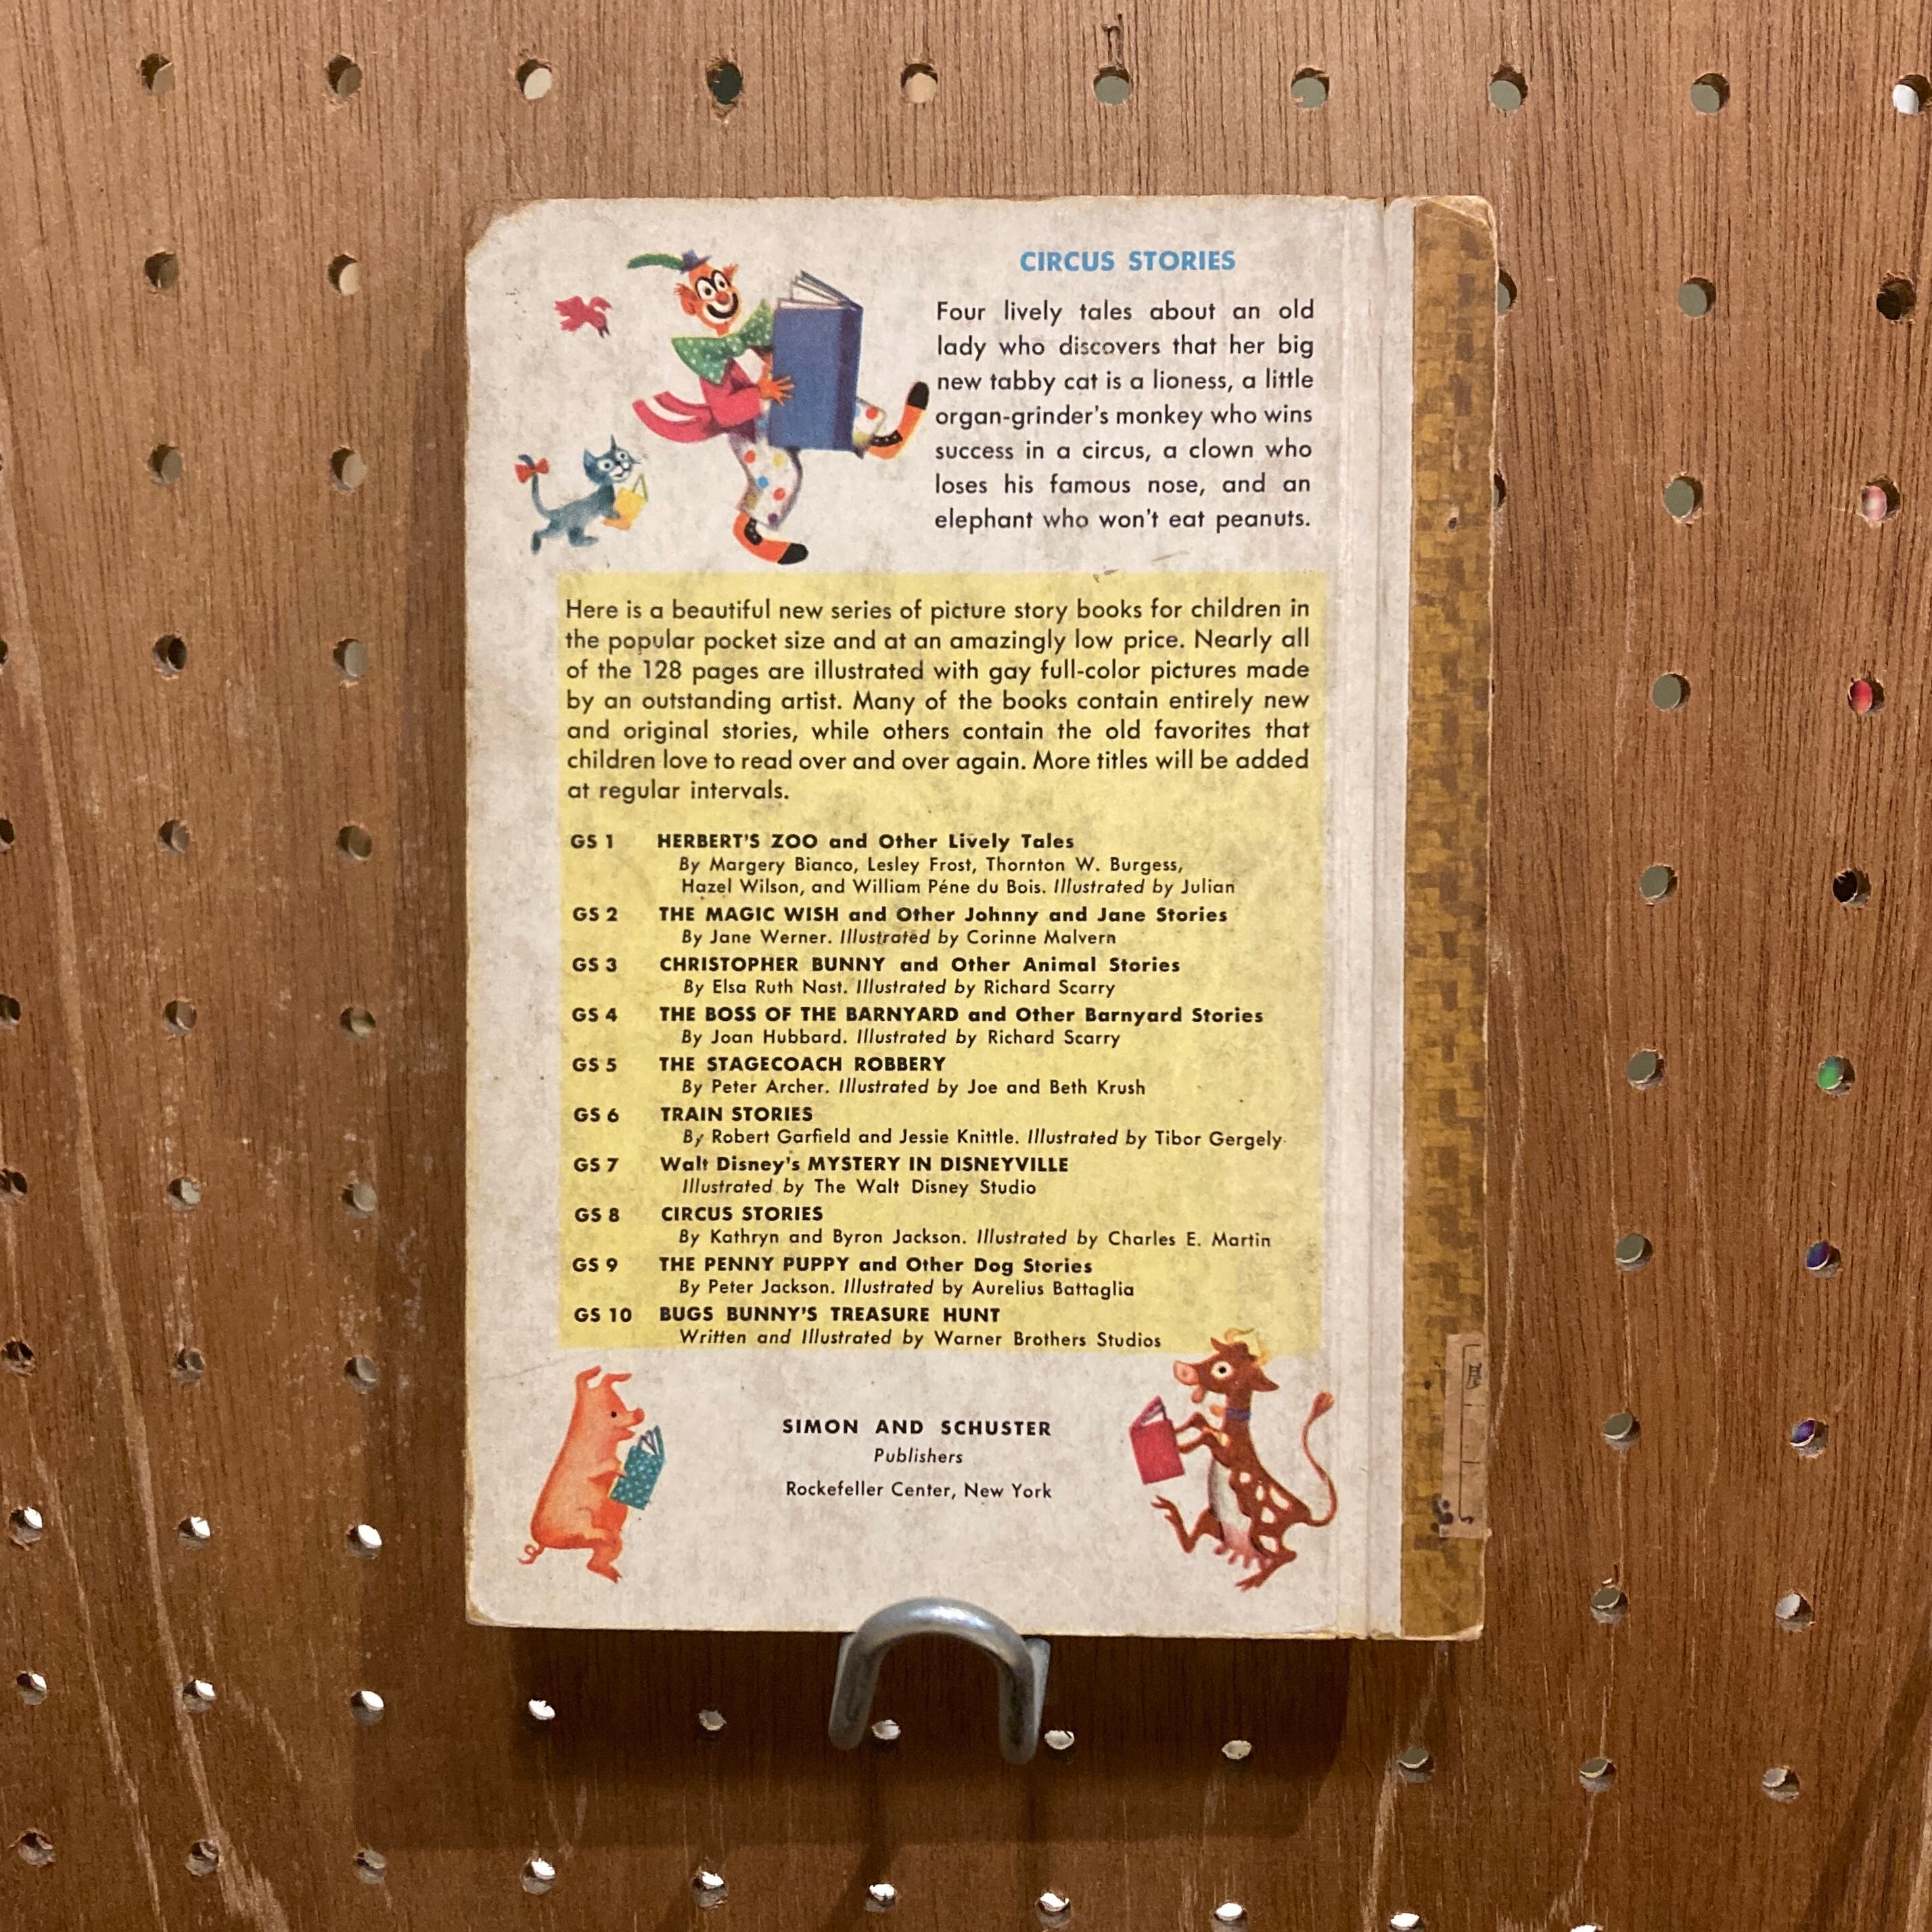 CIRCUS STORIES
Four lively tales about an old
lady who discovers that her big
new tabby cat is a lioness, a little
organ-grinder's monkey who wins
success in a circus, a clown who
loses his famous nose, and an
elephant who won't eat peanuts.
Here is a beautiful new series of picture story books for children in
the popular pocket size and at an amazingly low price. Nearly all
of the 128 pages are illustrated with gay full-color pictures made
by an outstanding artist. Many of the books contain entirely new
and original stories, while others contain the old favorites that
children love to read over and over again. More titles will be added
at regular intervals.
GS 1 HERBERT'S ZOO and Other Lively Tales
By Margery Bianco, Lesley Frost, Thornton W. Burgess,
Hazel Wilson, and William Péne du Bois. Illustrated by Julian
GS 2 THE MAGIC WISH and Other Johnny and Jane Stories
By Jane Werner. Illustrated by Corinne Malvern
GS 3 CHRISTOPHER BUNNY and Other Animal Stories
By Elsa Ruth Nast. Illustrated by Richard Scarry
GS 4 THE BOSS OF THE BARNYARD and Other Barnyard Stories
By Joan Hubbard. Illustrated by Richard Scarry
GS 5 THE STAGECOACH ROBBERY
By Peter Archer. Illustrated by Joe and Beth Krush
GS 6 TRAIN STORIES
By Robert Garfield and Jessie Knittle. Illustrated by Tibor Gergely
GS 7 Walt Disney's MYSTERY IN DISNEYVILLE
Illustrated by The Walt Disney Studio
GS 8 CIRCUS STORIES
By Kathryn and Byron Jackson. Illustrated by Charles E. Martin
GS 9 THE PENNY PUPPY and Other Dog Stories
By Peter Jackson. Illustrated by Aurelius Battaglia
GS 10 BUGS BUNNY'S TREASURE HUNT
Written and Illustrated by Warner Brothers Studios
SIMON AND SCHUSTER
Publishers
Rockefeller Center, New York